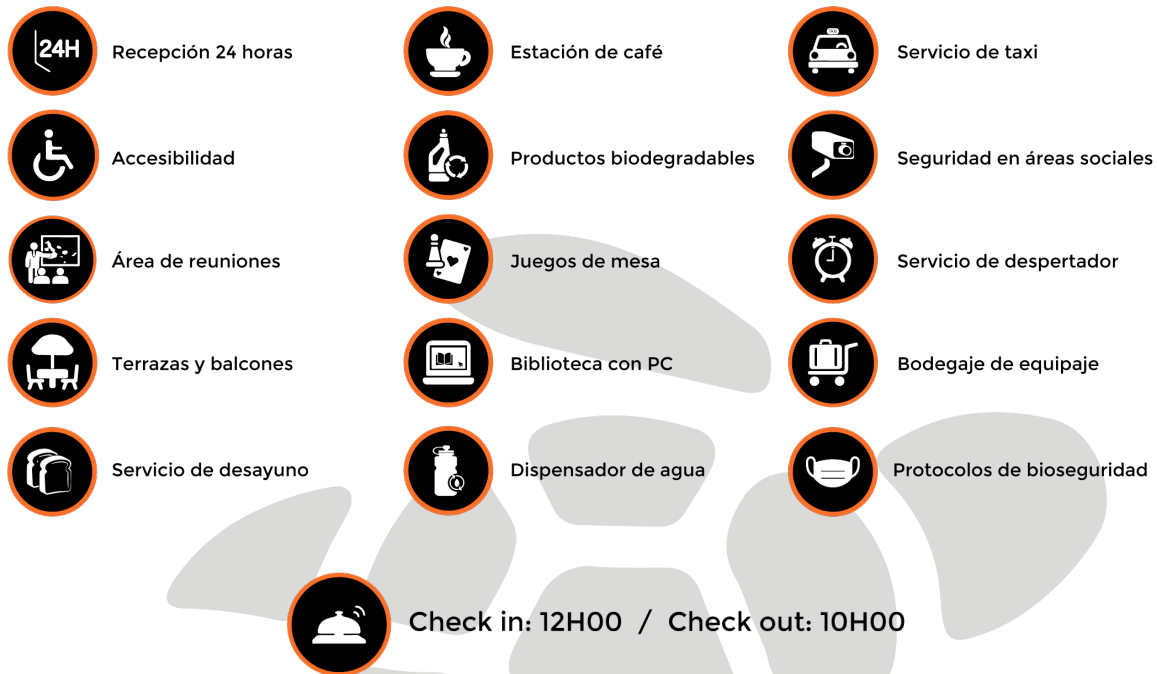 24H
Recepción 24 horas
Estación de café
Servicio de taxi
Accesibilidad
Productos biodegradables
Seguridad en áreas sociales
Área de reuniones
Juegos de mesa
Servicio de despertador
Terrazas y balcones
Biblioteca con PC
Bodegaje de equipaje
Servicio de desayuno
Dispensador de agua
Protocolos de bioseguridad
Check in: 12H00 / Check out: 10H00